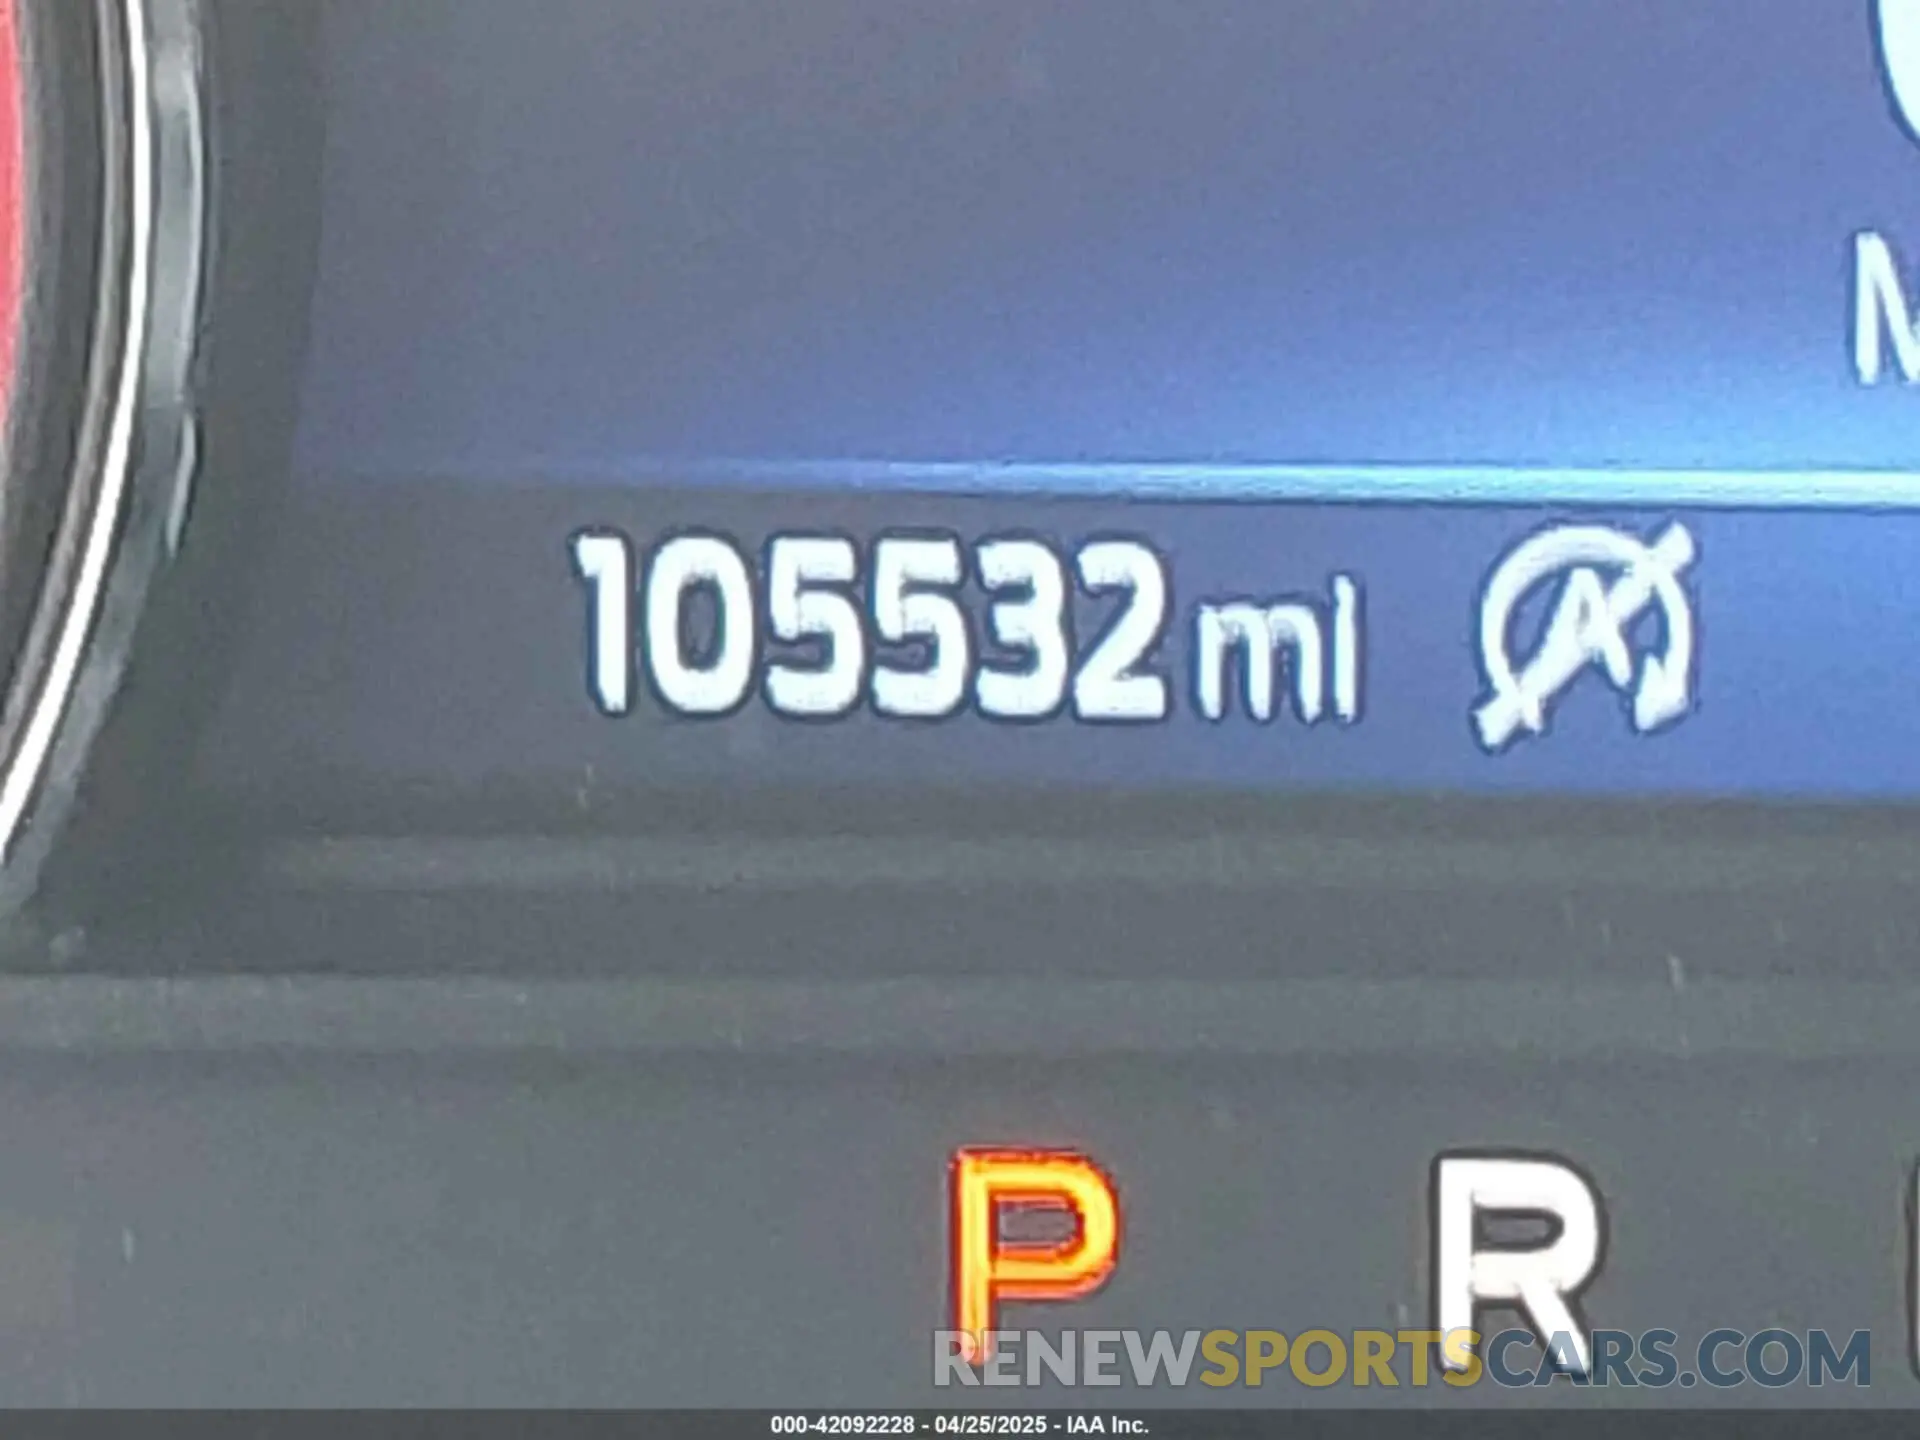 M
105532 mi A
P R
RENEWSPORTSCARS.COM
000-42092228 - 04/25/2025 - IAA Inc.